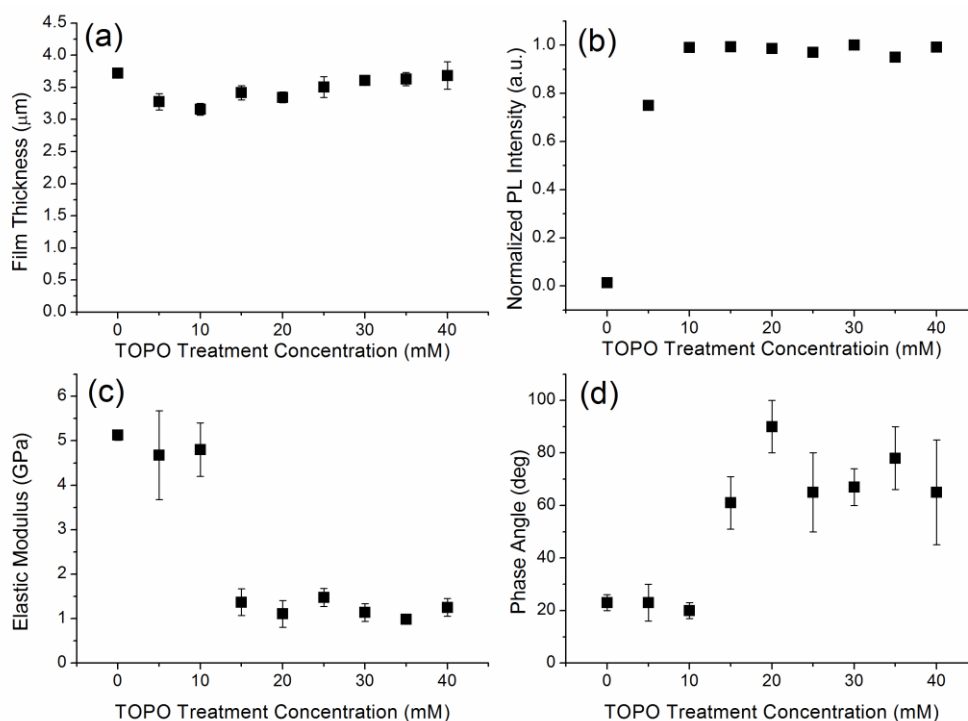 (a)
Film Thickness (μm)
4.5
4.0
3.5
3.0
2.5
2.0
1.5
1.0
0.5
0.0
0 10 20 30 40
TOPO Treatment Concentration (mM)
(b)
Normalized PL Intensity (a.u.)
1.0
0.8
0.6
0.4
0.2
0.0
0 10 20 30 40
TOPO Treatment Concentratioin (mM)
(c)
Elastic Modulus (GPa)
6
5
4
3
2
1
0
0 10 20 30 40
TOPO Treatment Concentration (mM)
(d)
Phase Angle (deg)
100
80
60
40
20
0
0 10 20 30 40
TOPO Treatment Concentration (mM)